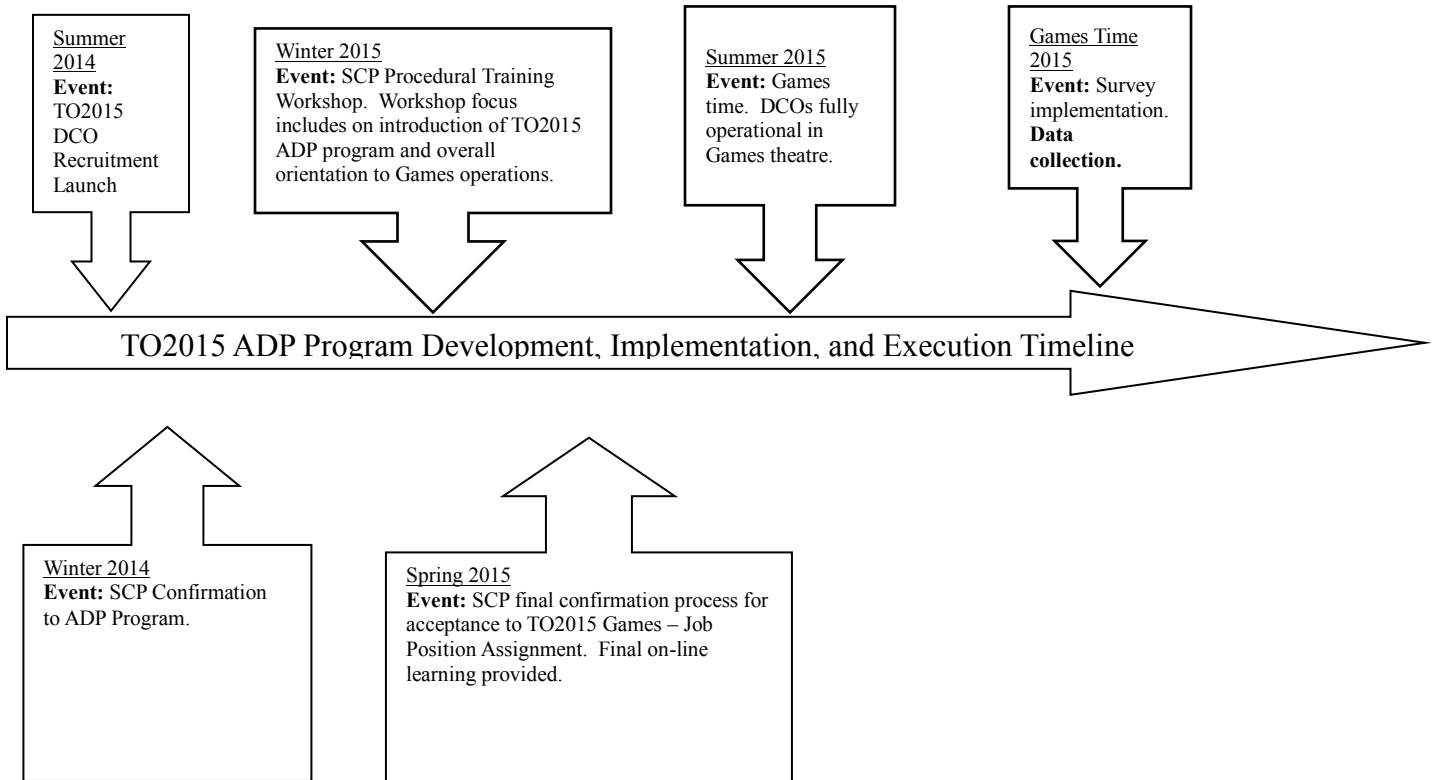 Summer
2014
Event:
TO2015
DCO
Recruitment
Launch
Winter 2015
Event: SCP Procedural Training
Workshop. Workshop focus
includes on introduction of TO2015
ADP program and overall
orientation to Games operations.
Summer 2015
Event: Games
time. DCOs fully
operational in
Games theatre.
Games Time
2015
Event: Survey
implementation.
Data
collection.
TO2015 ADP Program Development, Implementation, and Execution Timeline
Winter 2014
Event: SCP Confirmation
to ADP Program.
Spring 2015
Event: SCP final confirmation process for
acceptance to TO2015 Games – Job
Position Assignment. Final on-line
learning provided.